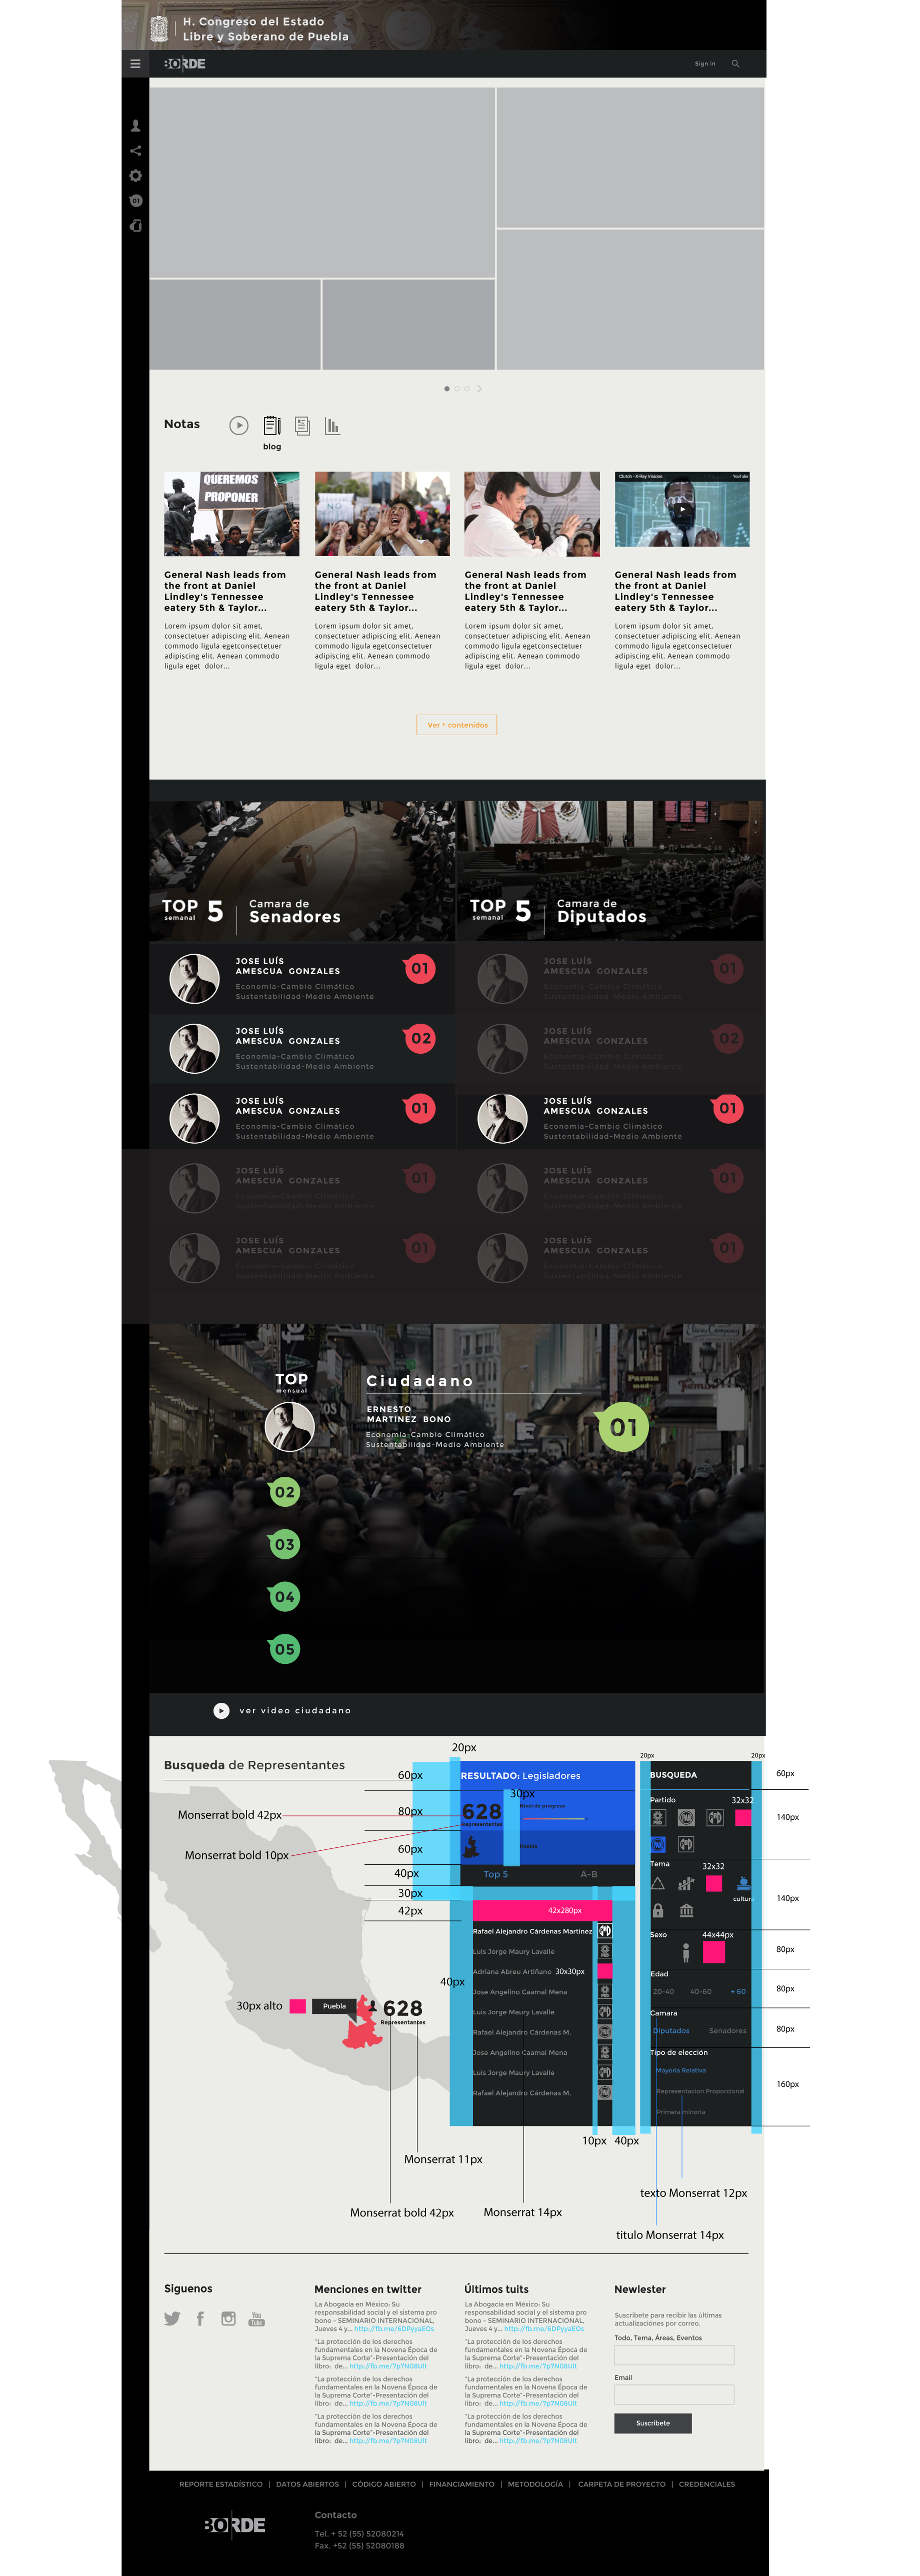 H. Congreso del Estado
Libre y Soberano de Puebla
BORDE
Sign in
01
Notas
blog
QUEREMOS
PROPONER
NO
Clutch - X-Ray Visions
YouTube
General Nash leads from
the front at Daniel
Lindley's Tennessee
eatery 5th & Taylor...
Lorem ipsum dolor sit amet,
consectetuer adipiscing elit. Aenean
commodo ligula egetconsectetuer
adipiscing elit. Aenean commodo
ligula eget dolor...
General Nash leads from
the front at Daniel
Lindley's Tennessee
eatery 5th & Taylor...
Lorem ipsum dolor sit amet,
consectetuer adipiscing elit. Aenean
commodo ligula egetconsectetuer
adipiscing elit. Aenean commodo
ligula eget dolor...
General Nash leads from
the front at Daniel
Lindley's Tennessee
eatery 5th & Taylor...
Lorem ipsum dolor sit amet,
consectetuer adipiscing elit. Aenean
commodo ligula egetconsectetuer
adipiscing elit. Aenean commodo
ligula eget dolor...
General Nash leads from
the front at Daniel
Lindley's Tennessee
eatery 5th & Taylor...
Lorem ipsum dolor sit amet,
consectetuer adipiscing elit. Aenean
commodo ligula egetconsectetuer
adipiscing elit. Aenean commodo
ligula eget dolor...
Ver + contenidos
TOP 5
semanal
Camara de
Senadores
TOP 5
semanal
Camara de
Diputados
JOSE LUÍS
AMESCUA GONZALES
Economía-Cambio Climático
Sustentabilidad-Medio Ambiente
01
JOSE LUÍS
AMESCUA GONZALES
Economía-Cambio Climático
Sustentabilidad-Medio Ambiente
01
JOSE LUÍS
AMESCUA GONZALES
Economía-Cambio Climático
Sustentabilidad-Medio Ambiente
02
JOSE LUÍS
AMESCUA GONZALES
Economía-Cambio Climático
Sustentabilidad-Medio Ambiente
02
JOSE LUÍS
AMESCUA GONZALES
Economía-Cambio Climático
Sustentabilidad-Medio Ambiente
01
JOSE LUÍS
AMESCUA GONZALES
Economía-Cambio Climático
Sustentabilidad-Medio Ambiente
01
JOSE LUÍS
AMESCUA GONZALES
Economía-Cambio Climático
Sustentabilidad-Medio Ambiente
01
JOSE LUÍS
AMESCUA GONZALES
Economía-Cambio Climático
Sustentabilidad-Medio Ambiente
01
JOSE LUÍS
AMESCUA GONZALES
Economía-Cambio Climático
Sustentabilidad-Medio Ambiente
01
JOSE LUÍS
AMESCUA GONZALES
Economía-Cambio Climático
Sustentabilidad-Medio Ambiente
01
TOP
mensual
Ciudadano
Parma
ERNESTO
MARTINEZ BONO
Economía-Cambio Climático
Sustentabilidad-Medio Ambiente
01
02
03
04
05
ver video ciudadano
Busqueda de Representantes
20px
60px
RESULTADO: Legisladores
30px
Monserrat bold 42px
80px
628
Representantes
Nivel de progreso
Monserrat bold 10px
60px
Puebla
40px
Top 5
A-B
30px
42px
42x280px
Rafael Alejandro Cárdenas Martínez
Luis Jorge Maury Lavalle
Adriana Abreu Artiñano
30x30px
40px
Jose Angelino Caamal Mena
Luis Jorge Maury Lavalle
Rafael Alejandro Cárdenas M.
Jose Angelino Caamal Mena
Luis Jorge Maury Lavalle
Rafael Alejandro Cárdenas M.
30px alto
Puebla
628
Representantes
10px
40px
Monserrat 11px
Monserrat bold 42px
Monserrat 14px
20px
20px
BUSQUEDA
60px
Partido
32x32
140px
Tema
32x32
cultura
140px
Sexo
44x44px
80px
Edad
20-40
40-60
+ 60
80px
Camara
Diputados
Senadores
80px
Tipo de elección
Mayoria Relativa
Representacion Proporcional
Primera minoria
160px
texto Monserrat 12px
titulo Monserrat 14px
Siguenos
You
Tube
Menciones en twitter
La Abogacía en México: Su
responsabilidad social y el sistema pro
bono - SEMINARIO INTERNACIONAL,
Jueves 4 y... http://fb.me/6DPyyaEOs
"La protección de los derechos
fundamentales en la Novena Época de
la Suprema Corte"-Presentación del
libro: de... http://fb.me/7p7N08Ult
"La protección de los derechos
fundamentales en la Novena Época de
la Suprema Corte"-Presentación del
libro: de... http://fb.me/7p7N08Ult
"La protección de los derechos
fundamentales en la Novena Época de
la Suprema Corte"-Presentación del
libro: de... http://fb.me/7p7N08Ult
Últimos tuits
La Abogacía en México: Su
responsabilidad social y el sistema pro
bono - SEMINARIO INTERNACIONAL,
Jueves 4 y... http://fb.me/6DPyyaEOs
"La protección de los derechos
fundamentales en la Novena Época de
la Suprema Corte"-Presentación del
libro: de... http://fb.me/7p7N08Ult
"La protección de los derechos
fundamentales en la Novena Época de
la Suprema Corte"-Presentación del
libro: de... http://fb.me/7p7N08Ult
"La protección de los derechos
fundamentales en la Novena Época de
la Suprema Corte"-Presentación del
libro: de... http://fb.me/7p7N08Ult
Newlester
Suscribete para recibir las últimas
actualizaciónes por correo.
Todo, Tema, Áreas, Eventos
Email
Suscribete
REPORTE ESTADÍSTICO | DATOS ABIERTOS | CÓDIGO ABIERTO | FINANCIAMIENTO | METODOLOGÍA | CARPETA DE PROYECTO | CREDENCIALES
BORDE
Contacto
Tel. + 52 (55) 52080214
Fax. +52 (55) 52080188